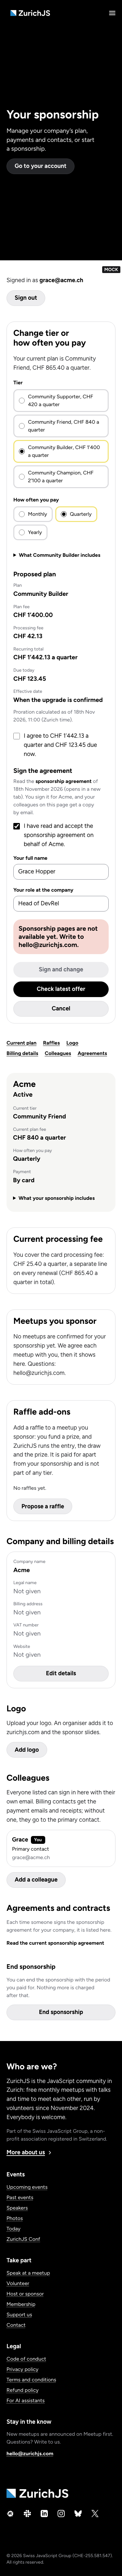 ZurichJS
Your sponsorship
Manage your company's plan,
payments and contacts, or start
a sponsorship.
Go to your account
MOCK
Signed in as grace@acme.ch
Sign out
Change tier or
how often you pay
Your current plan is Community
Friend, CHF 865.40 a quarter.
Tier
Community Supporter, CHF
420 a quarter
Community Friend, CHF 840 a
quarter
Community Builder, CHF 1'400
a quarter
Community Champion, CHF
2'100 a quarter
How often you pay
Monthly
Quarterly
Yearly
What Community Builder includes
Proposed plan
Plan
Community Builder
Plan fee
CHF 1'400.00
Processing fee
CHF 42.13
Recurring total
CHF 1'442.13 a quarter
Due today
CHF 123.45
Effective date
When the upgrade is confirmed
Proration calculated as of 18th Nov
2026, 11:00 (Zurich time).
I agree to CHF 1'442.13 a
quarter and CHF 123.45 due
now.
Sign the agreement
Read the sponsorship agreement of
18th November 2026 (opens in a new
tab). You sign it for Acme, and your
colleagues on this page get a copy
by email.
I have read and accept the
sponsorship agreement on
behalf of Acme.
Your full name
Grace Hopper
Your role at the company
Head of DevRel
Sponsorship pages are not
available yet. Write to
hello@zurichjs.com.
Sign and change
Check latest offer
Cancel
Current plan Raffles Logo
Billing details Colleagues Agreements
Acme
Active
Current tier
Community Friend
Current plan fee
CHF 840 a quarter
How often you pay
Quarterly
Payment
By card
What your sponsorship includes
Current processing fee
You cover the card processing fee:
CHF 25.40 a quarter, a separate line
on every renewal (CHF 865.40 a
quarter in total).
Meetups you sponsor
No meetups are confirmed for your
sponsorship yet. We agree each
meetup with you, then it shows
here. Questions:
hello@zurichjs.com.
Raffle add-ons
Add a raffle to a meetup you
sponsor: you fund a prize, and
ZurichJS runs the entry, the draw
and the prize. It is paid for apart
from your sponsorship and is not
part of any tier.
No raffles yet.
Propose a raffle
Company and billing details
Company name
Acme
Legal name
Not given
Billing address
Not given
VAT number
Not given
Website
Not given
Edit details
Logo
Upload your logo. An organiser adds it to
zurichjs.com and the sponsor slides.
Add logo
Colleagues
Everyone listed can sign in here with their
own email. Billing contacts get the
payment emails and receipts; without
one, they go to the primary contact.
Grace You
Primary contact
grace@acme.ch
Add a colleague
Agreements and contracts
Each time someone signs the sponsorship
agreement for your company, it is listed here.
Read the current sponsorship agreement
End sponsorship
You can end the sponsorship with the period
you paid for. No refunds, nothing more is charged
after that.
End sponsorship
Who are we?
ZurichJS is the JavaScript community in
Zurich: free monthly meetups with talks
and time to meet each other, run by
volunteers since November 2024.
Everybody is welcome.
Part of the Swiss JavaScript Group, a non-
profit association registered in Switzerland.
More about us
Events
Upcoming events
Past events
Speakers
Photos
Today
ZurichJS Conf
Take part
Speak at a meetup
Volunteer
Host or sponsor
Membership
Support us
Contact
Legal
Code of conduct
Privacy policy
Terms and conditions
Refund policy
For AI assistants
Stay in the know
New meetups are announced on Meetup first.
Questions? Write to us.
hello@zurichjs.com
ZurichJS
© 2026 Swiss JavaScript Group (CHE-255.581.547).
All rights reserved.